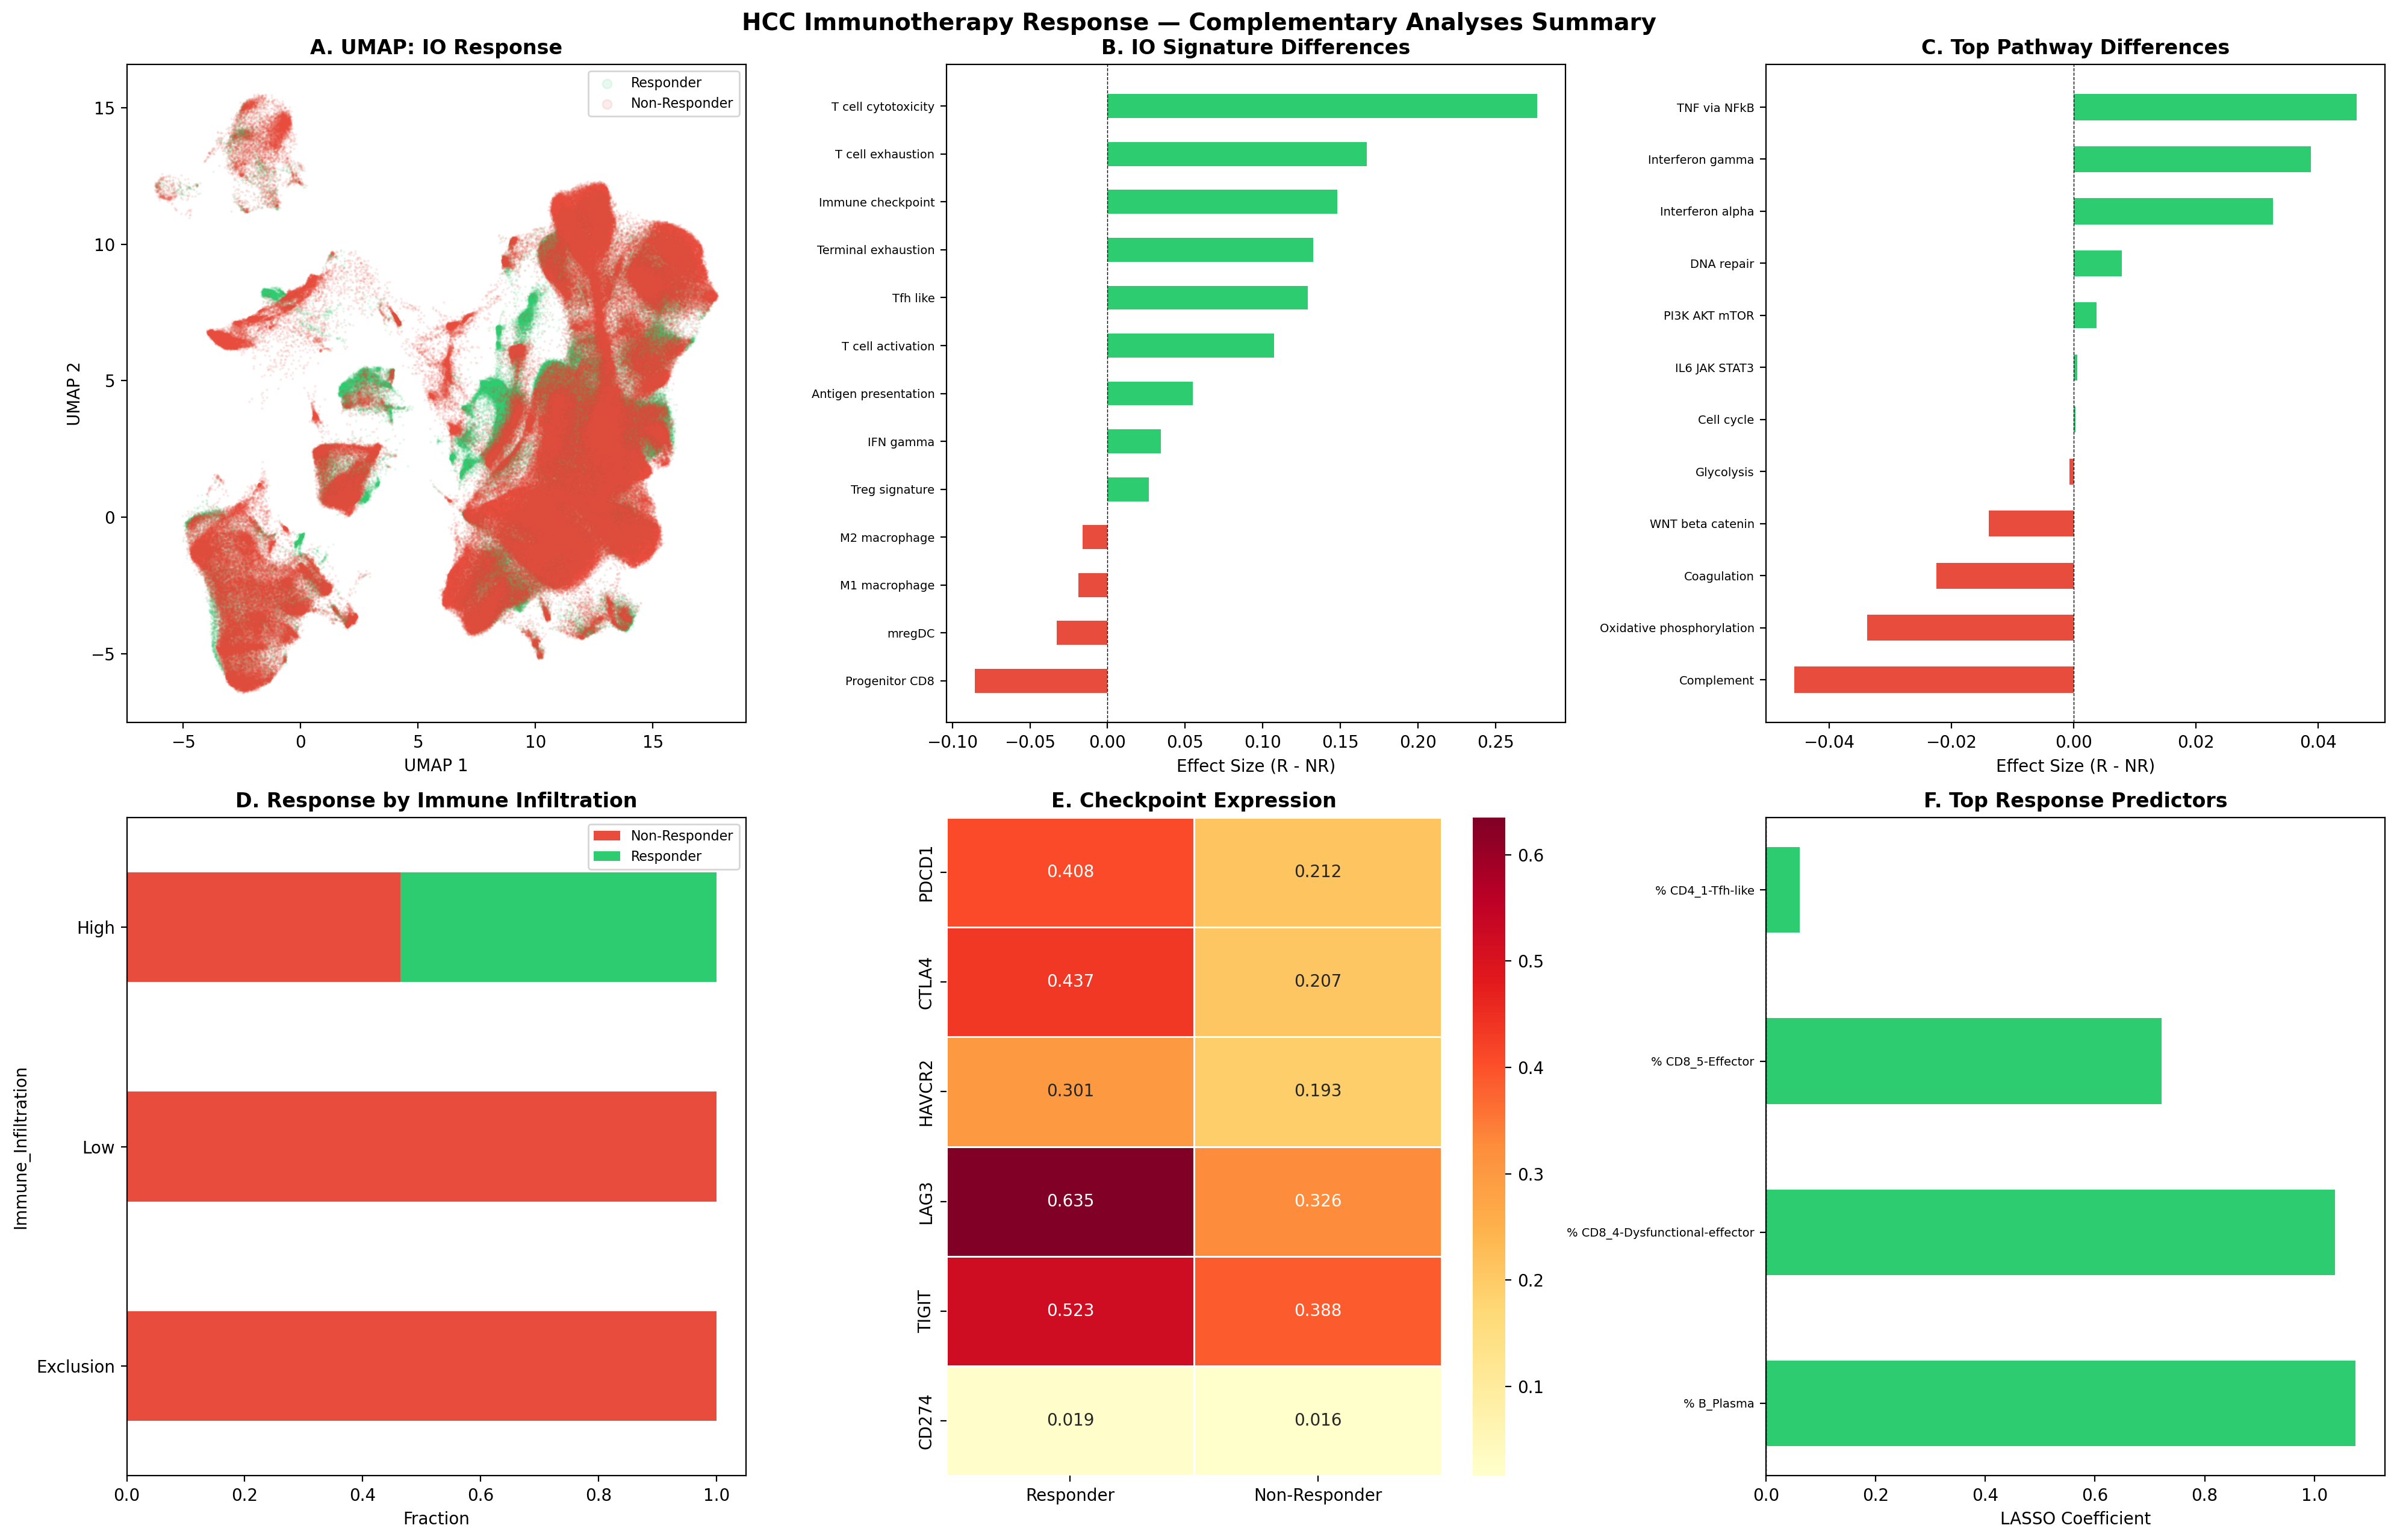 HCC Immunotherapy Response — Complementary Analyses Summary
A. UMAP: IO Response
Responder
Non-Responder
15
10
5
0
−5
UMAP 2
−5
0
5
10
15
UMAP 1
B. IO Signature Differences
T cell cytotoxicity
T cell exhaustion
Immune checkpoint
Terminal exhaustion
Tfh like
T cell activation
Antigen presentation
IFN gamma
Treg signature
M2 macrophage
M1 macrophage
mregDC
Progenitor CD8
−0.10
−0.05
0.00
0.05
0.10
0.15
0.20
0.25
Effect Size (R - NR)
C. Top Pathway Differences
TNF via NFkB
Interferon gamma
Interferon alpha
DNA repair
PI3K AKT mTOR
IL6 JAK STAT3
Cell cycle
Glycolysis
WNT beta catenin
Coagulation
Oxidative phosphorylation
Complement
−0.04
−0.02
0.00
0.02
0.04
Effect Size (R - NR)
D. Response by Immune Infiltration
Non-Responder
Responder
High
Low
Exclusion
Immune_Infiltration
0.0
0.2
0.4
0.6
0.8
1.0
Fraction
E. Checkpoint Expression
PDCD1
0.408
0.212
CTLA4
0.437
0.207
HAVCR2
0.301
0.193
LAG3
0.635
0.326
TIGIT
0.523
0.388
CD274
0.019
0.016
Responder
Non-Responder
0.6
0.5
0.4
0.3
0.2
0.1
F. Top Response Predictors
% CD4_1-Tfh-like
% CD8_5-Effector
% CD8_4-Dysfunctional-effector
% B_Plasma
0.0
0.2
0.4
0.6
0.8
1.0
LASSO Coefficient